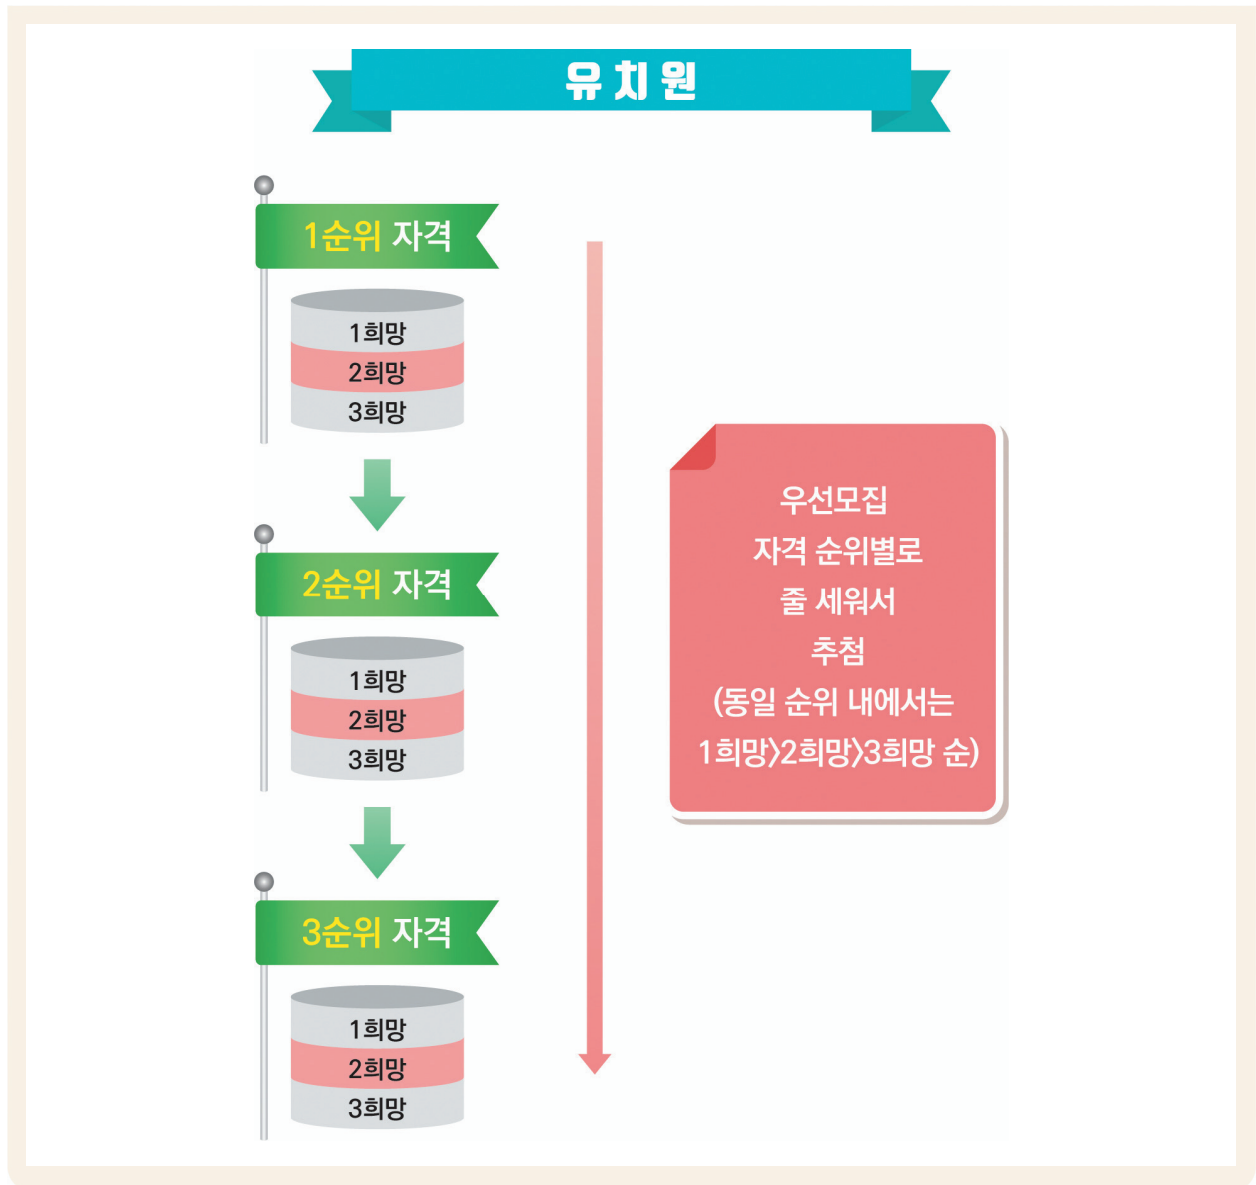 유치원
1순위 자격
1희망
2희망
3희망
2순위 자격
1희망
2희망
3희망
3순위 자격
1희망
2희망
3희망
우선모집
자격 순위별로
줄 세워서
추첨
(동일 순위 내에서는
1희망>2희망>3희망 순)